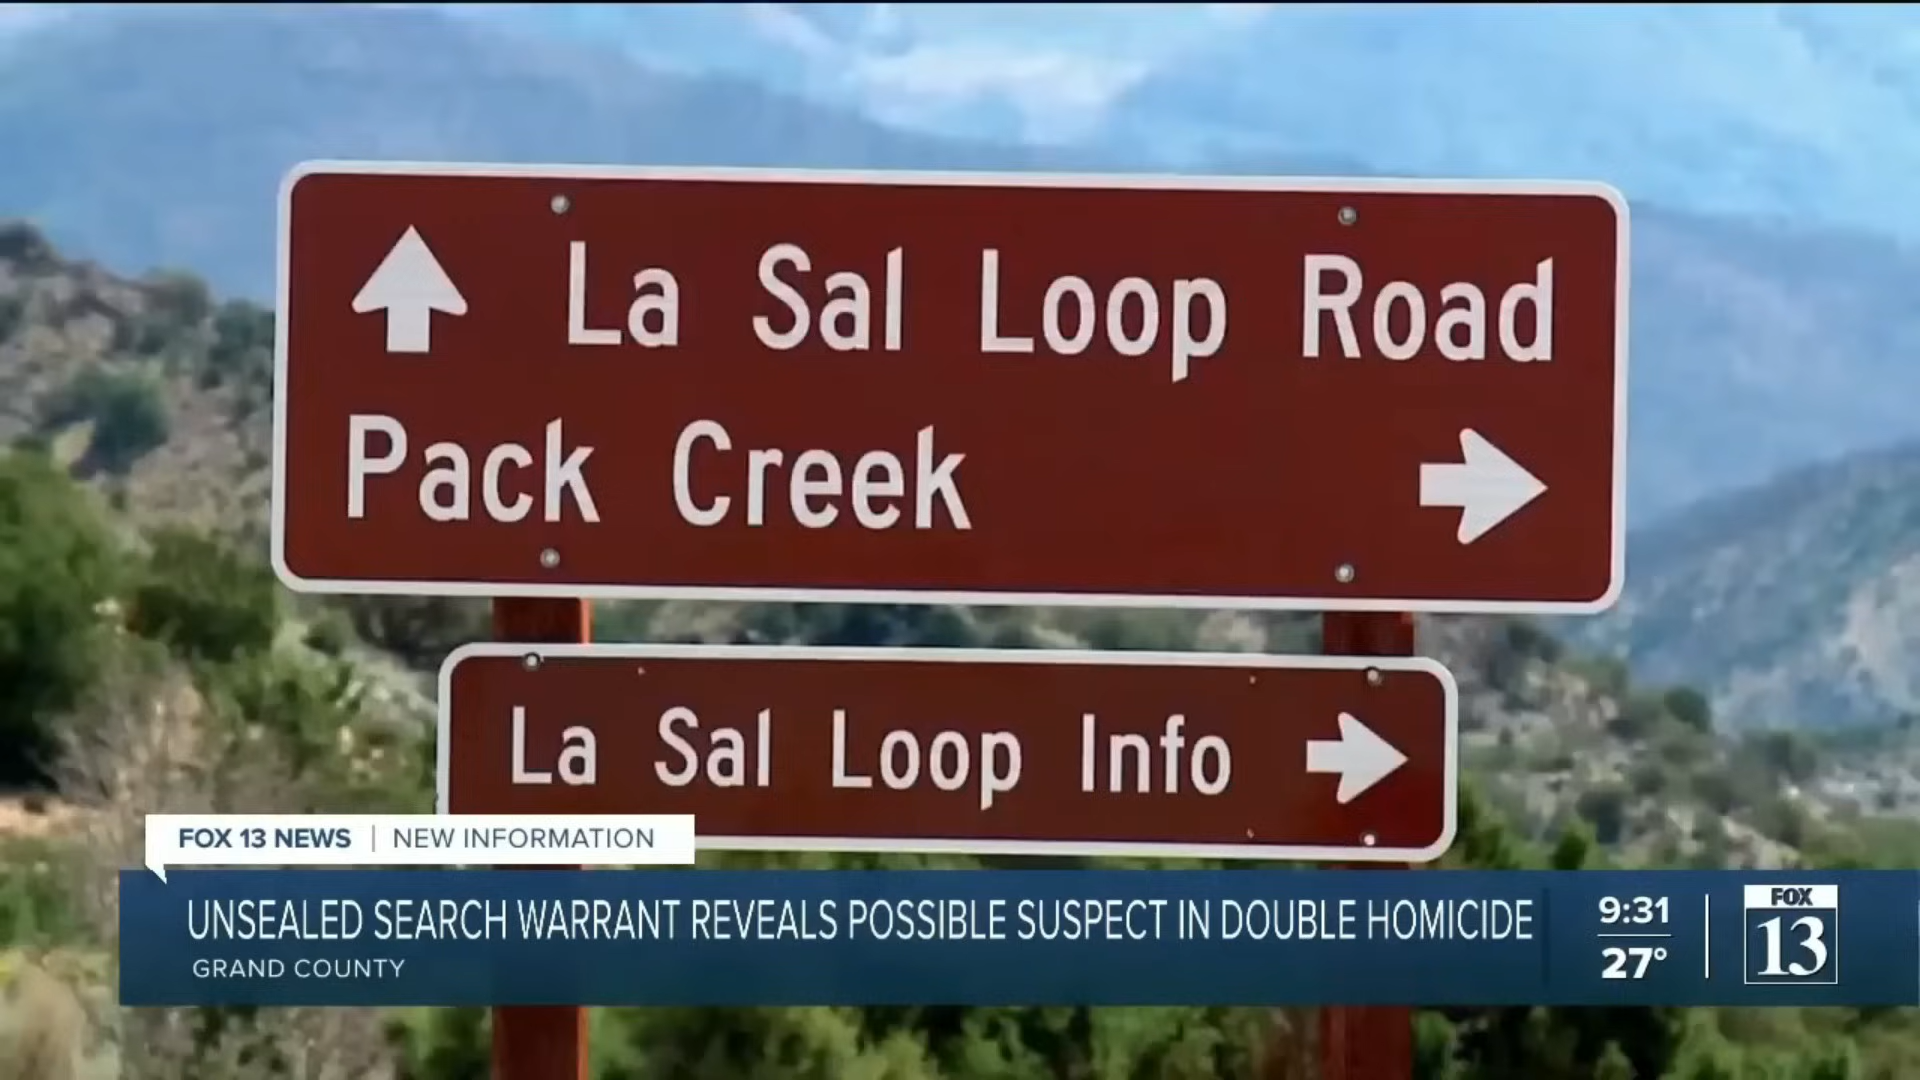 La Sal Loop Road
Pack Creek
La Sal Loop Info
FOX 13 NEWS | NEW INFORMATION
UNSEALED SEARCH WARRANT REVEALS POSSIBLE SUSPECT IN DOUBLE HOMICIDE
GRAND COUNTY
9:31
27°
FOX
13